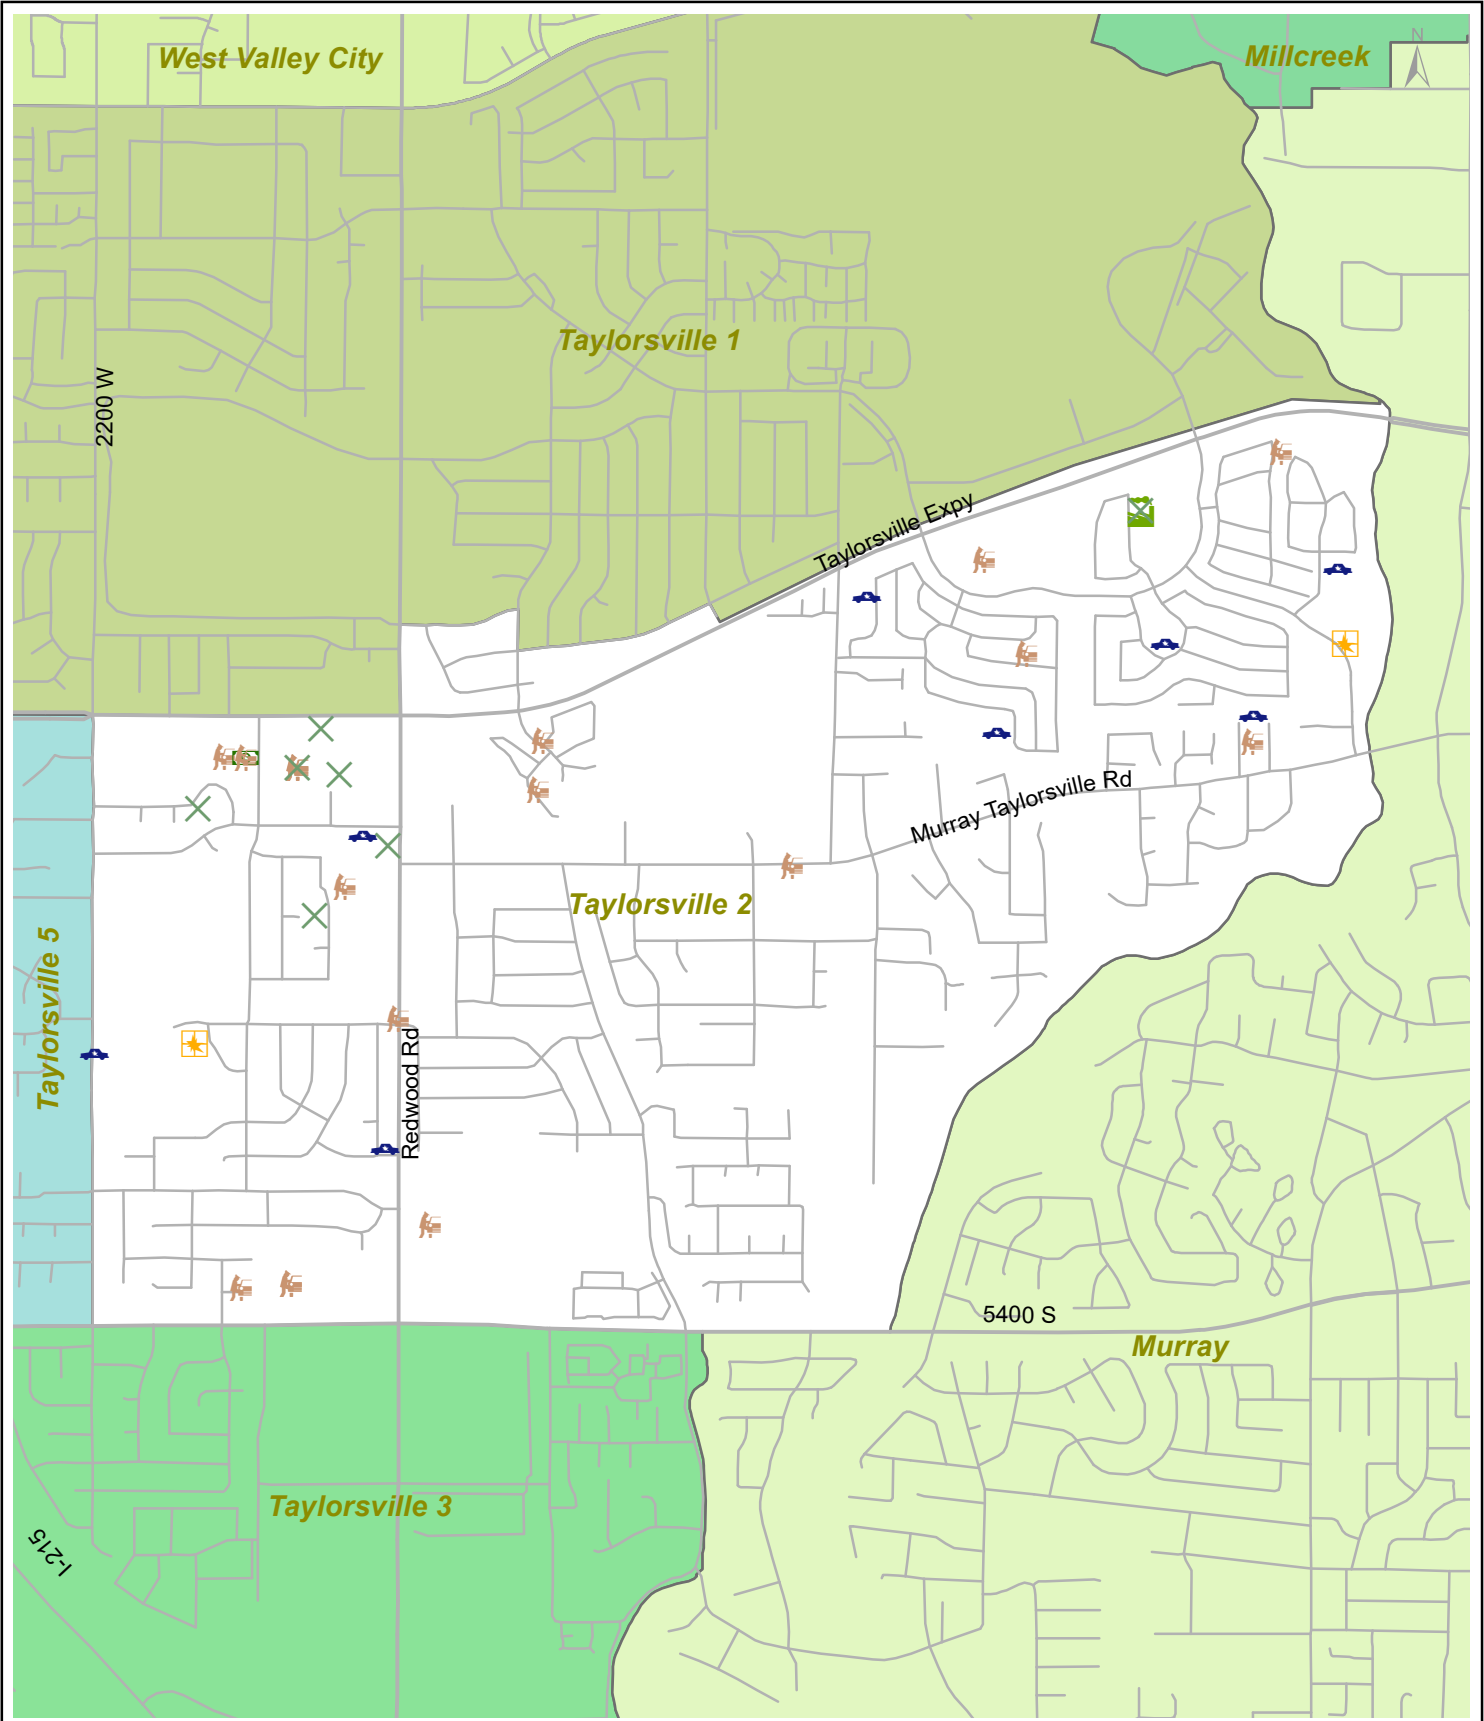 West Valley City
Millcreek
N
Taylorsville 1
2200 W
Taylorsville Expy
Murray Taylorsville Rd
Taylorsville 2
Taylorsville 5
Redwood Rd
5400 S
Murray
Taylorsville 3
I-215